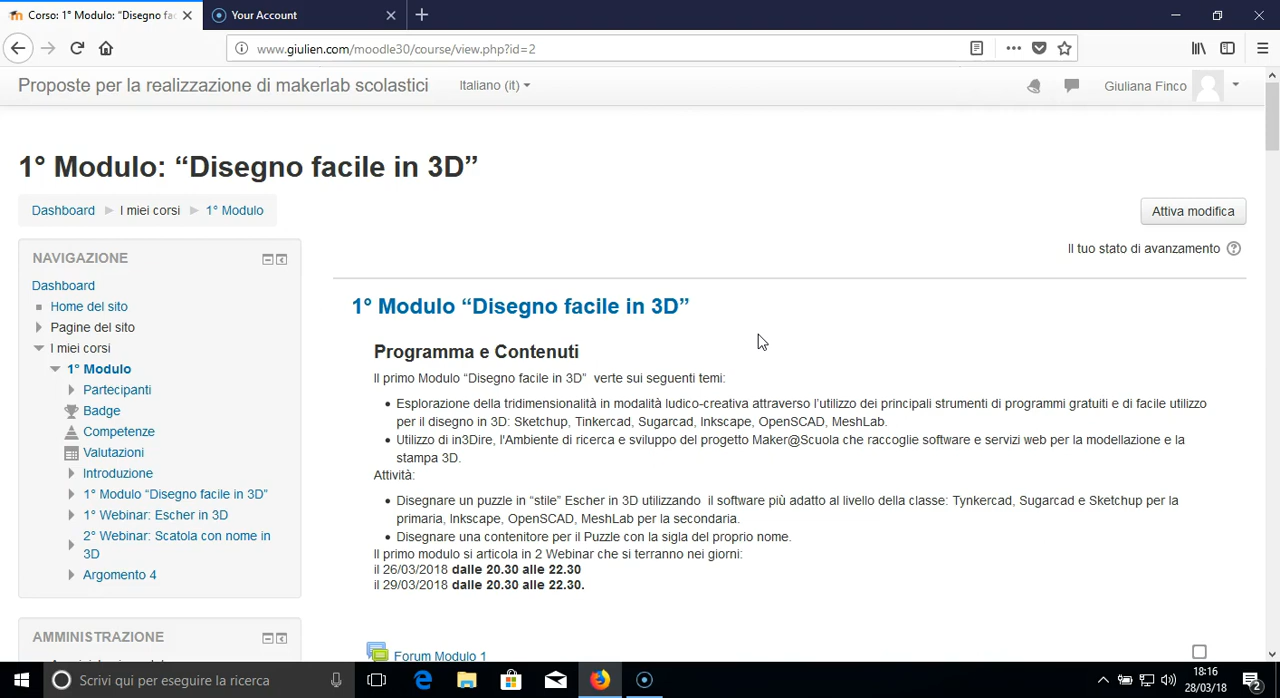 Corso: 1° Modulo: “Disegno fa
Your Account
www.giulien.com/moodle30/course/view.php?id=2
Proposte per la realizzazione di makerlab scolastici
Italiano (it)
Giuliana Finco
1° Modulo: “Disegno facile in 3D”
Dashboard
I miei corsi
1° Modulo
Attiva modifica
Il tuo stato di avanzamento
NAVIGAZIONE
Dashboard
Home del sito
Pagine del sito
I miei corsi
1° Modulo
Partecipanti
Badge
Competenze
Valutazioni
Introduzione
1° Modulo “Disegno facile in 3D”
1° Webinar: Escher in 3D
2° Webinar: Scatola con nome in
3D
Argomento 4
AMMINISTRAZIONE
1° Modulo “Disegno facile in 3D”
Programma e Contenuti
Il primo Modulo “Disegno facile in 3D” verte sui seguenti temi:
• Esplorazione della tridimensionalità in modalità ludico-creativa attraverso l’utilizzo dei principali strumenti di programmi gratuiti e di facile utilizzo
per il disegno in 3D: Sketchup, Tinkercad, Sugarcad, Inkscape, OpenSCAD, MeshLab.
• Utilizzo di in3Dire, l'Ambiente di ricerca e sviluppo del progetto Maker@Scuola che raccoglie software e servizi web per la modellazione e la
stampa 3D.
Attività:
• Disegnare un puzzle in “stile” Escher in 3D utilizzando il software più adatto al livello della classe: Tynkercad, Sugarcad e Sketchup per la
primaria, Inkscape, OpenSCAD, MeshLab per la secondaria.
• Disegnare una contenitore per il Puzzle con la sigla del proprio nome.
Il primo modulo si articola in 2 Webinar che si terranno nei giorni:
il 26/03/2018 dalle 20.30 alle 22.30
il 29/03/2018 dalle 20.30 alle 22.30.
Forum Modulo 1
Scrivi qui per eseguire la ricerca
18:16
28/03/18
2